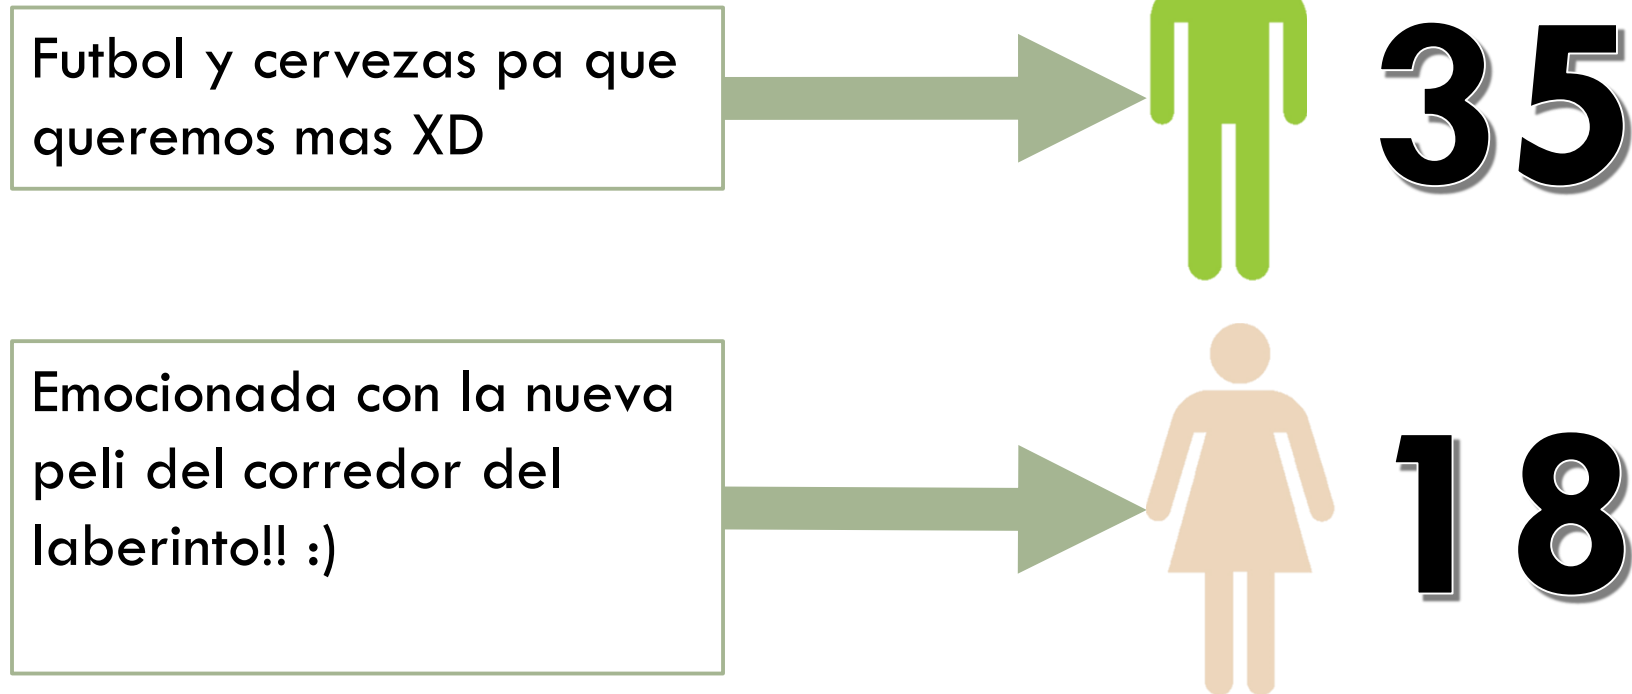 Futbol y cervezas pa que
queremos mas XD
35
Emocionada con la nueva
peli del corredor del
laberinto!! :)
18